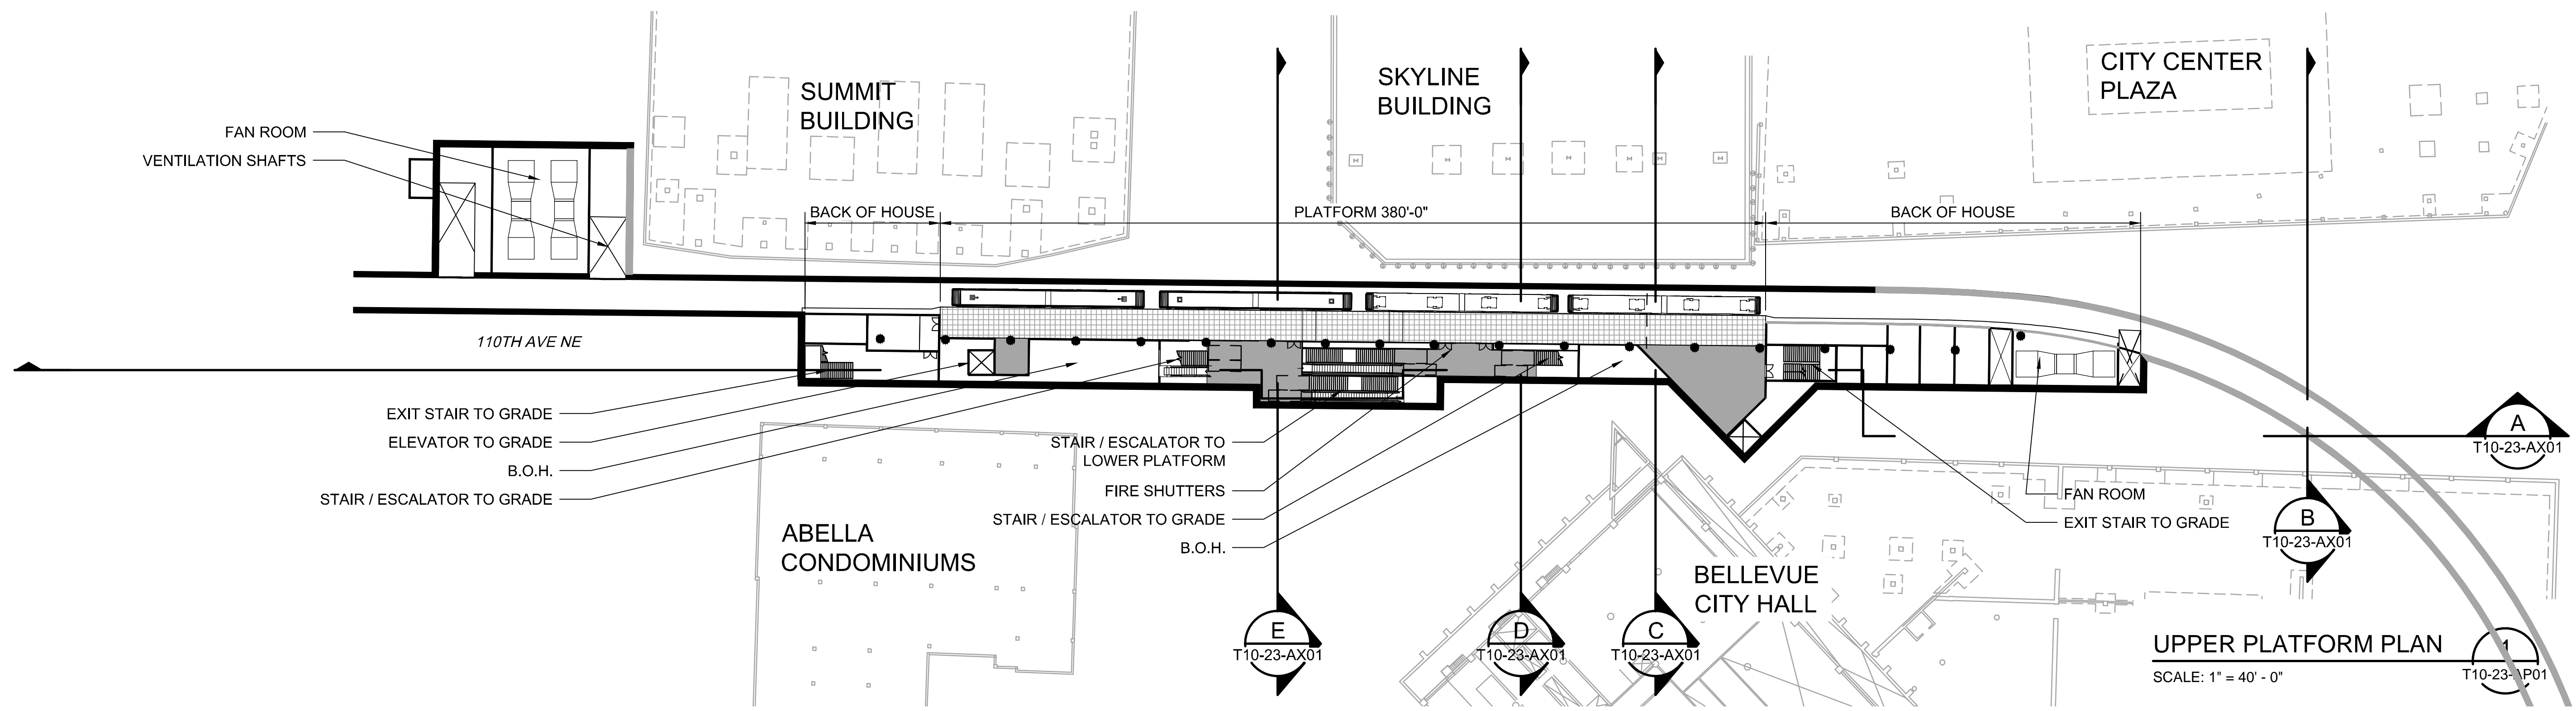 SUMMIT
BUILDING
SKYLINE
BUILDING
CITY CENTER
PLAZA
FAN ROOM
VENTILATION SHAFTS
BACK OF HOUSE
PLATFORM 380'-0"
BACK OF HOUSE
110TH AVE NE
EXIT STAIR TO GRADE
ELEVATOR TO GRADE
B.O.H.
STAIR / ESCALATOR TO GRADE
STAIR / ESCALATOR TO
LOWER PLATFORM
FIRE SHUTTERS
STAIR / ESCALATOR TO GRADE
B.O.H.
FAN ROOM
EXIT STAIR TO GRADE
A
T10-23-AX01
B
T10-23-AX01
ABELLA
CONDOMINIUMS
BELLEVUE
CITY HALL
E
T10-23-AX01
D
T10-23-AX01
C
T10-23-AX01
UPPER PLATFORM PLAN
SCALE: 1" = 40' - 0"
1
T10-23-AP01